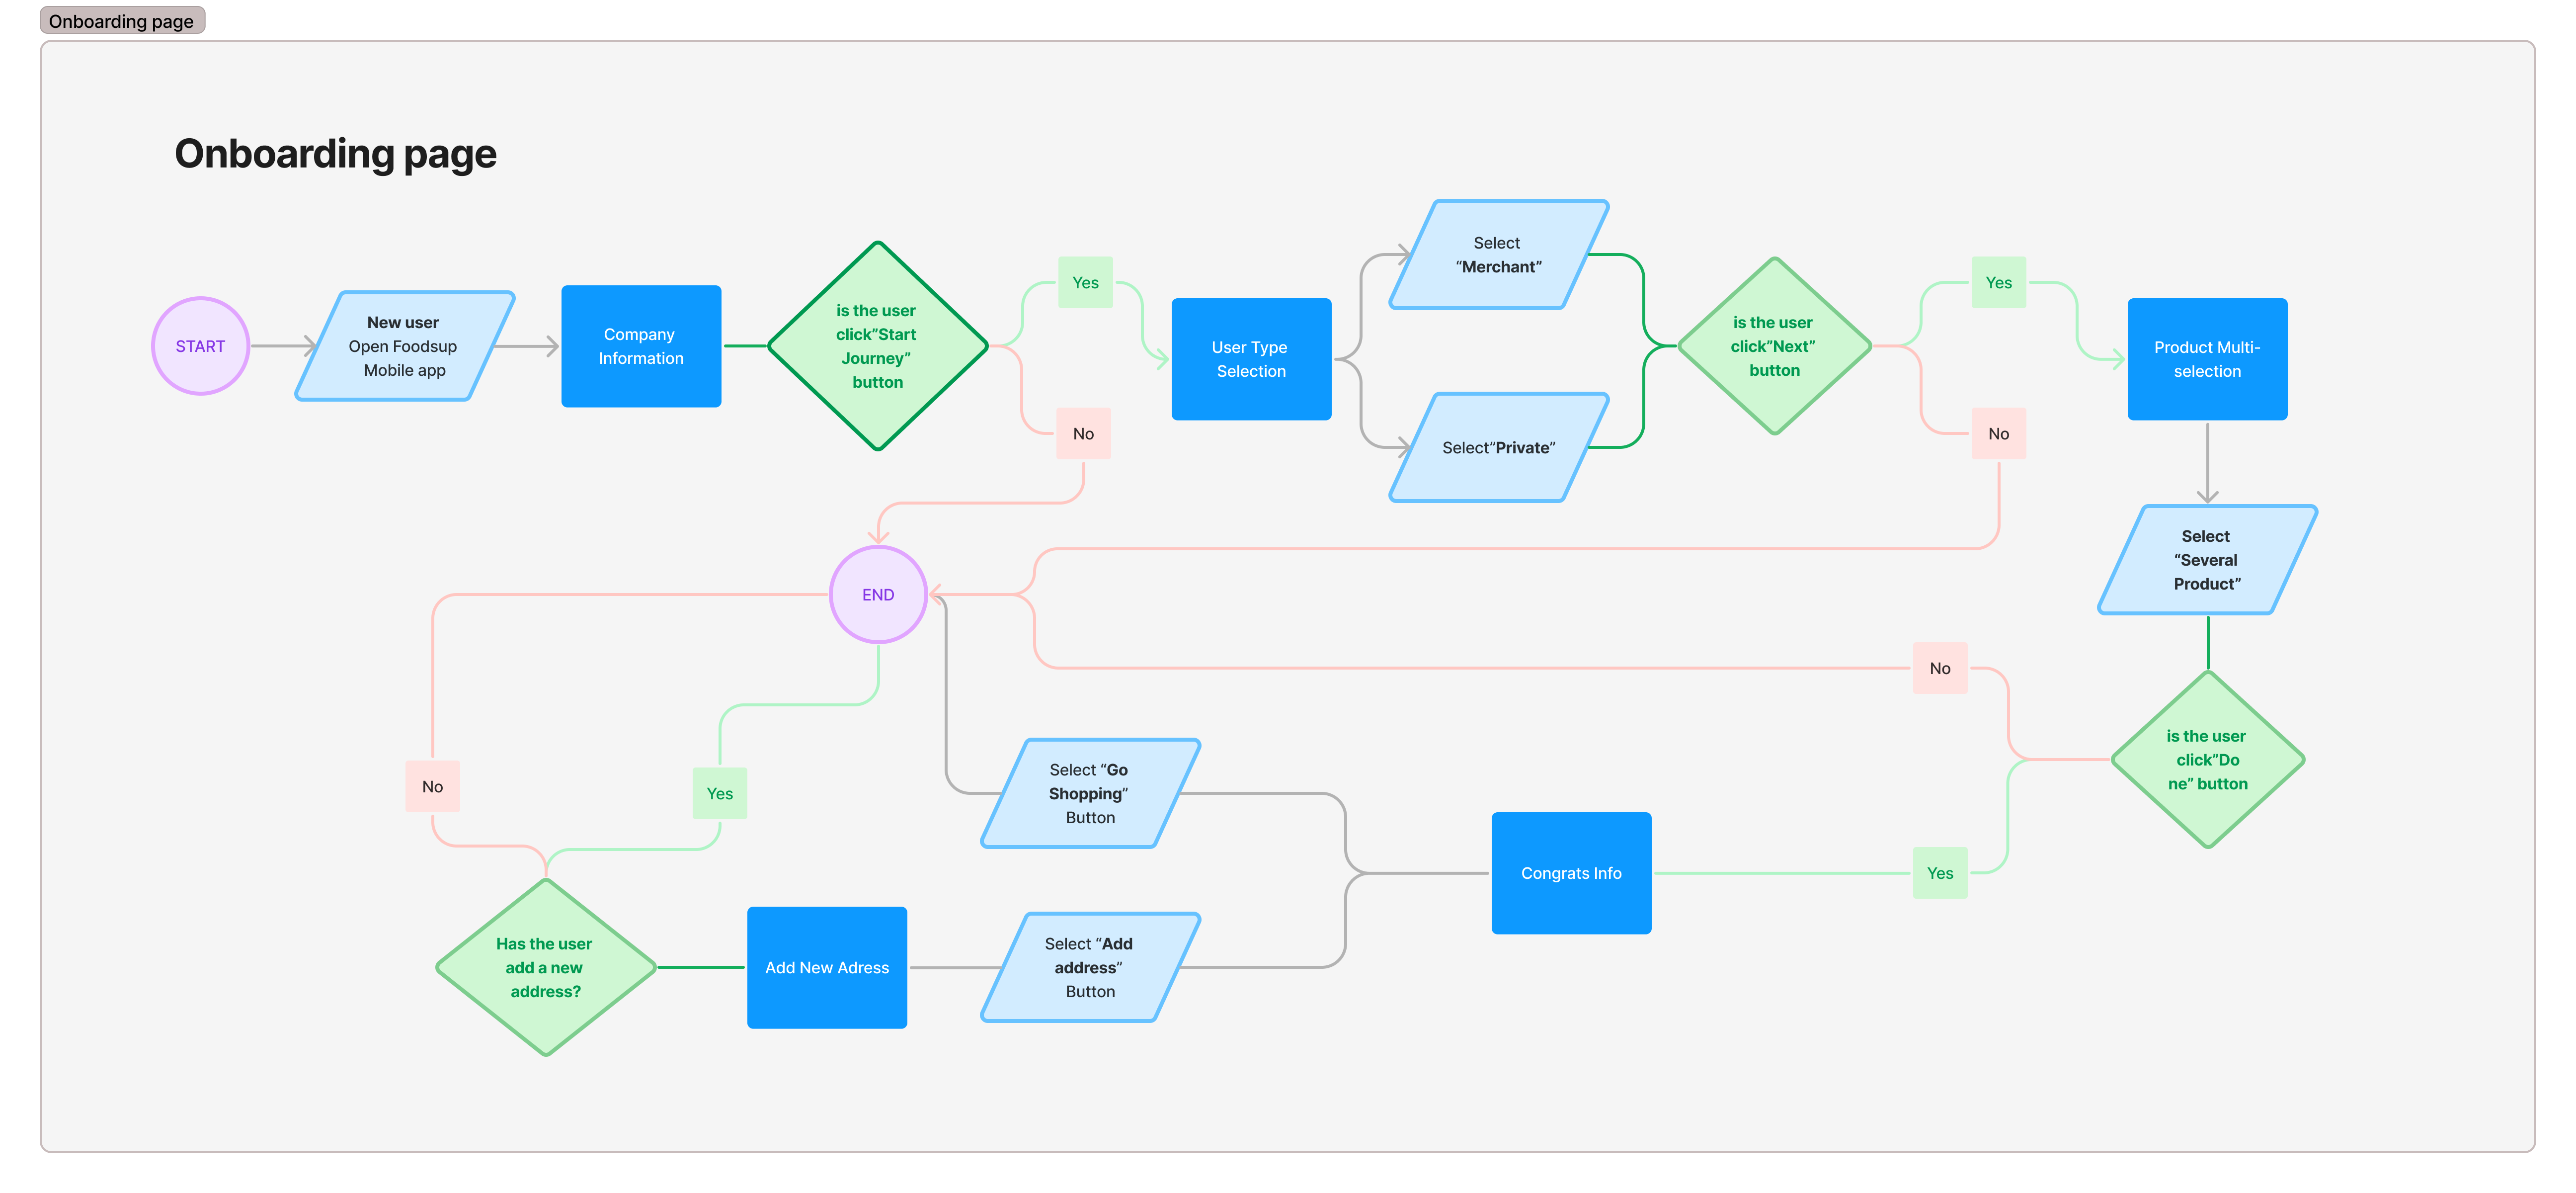 Onboarding page
Onboarding page
START
New user
Open Foodsup
Mobile app
Company
Information
is the user
click”Start
Journey”
button
Yes
No
User Type
Selection
Select
“Merchant”
Select”Private”
is the user
click”Next”
button
Yes
No
Product Multi-
selection
Select
“Several
Product”
END
No
is the user
click”Do
ne” button
No
Yes
Select “Go
Shopping”
Button
Congrats Info
Yes
Has the user
add a new
address?
Add New Adress
Select “Add
address”
Button